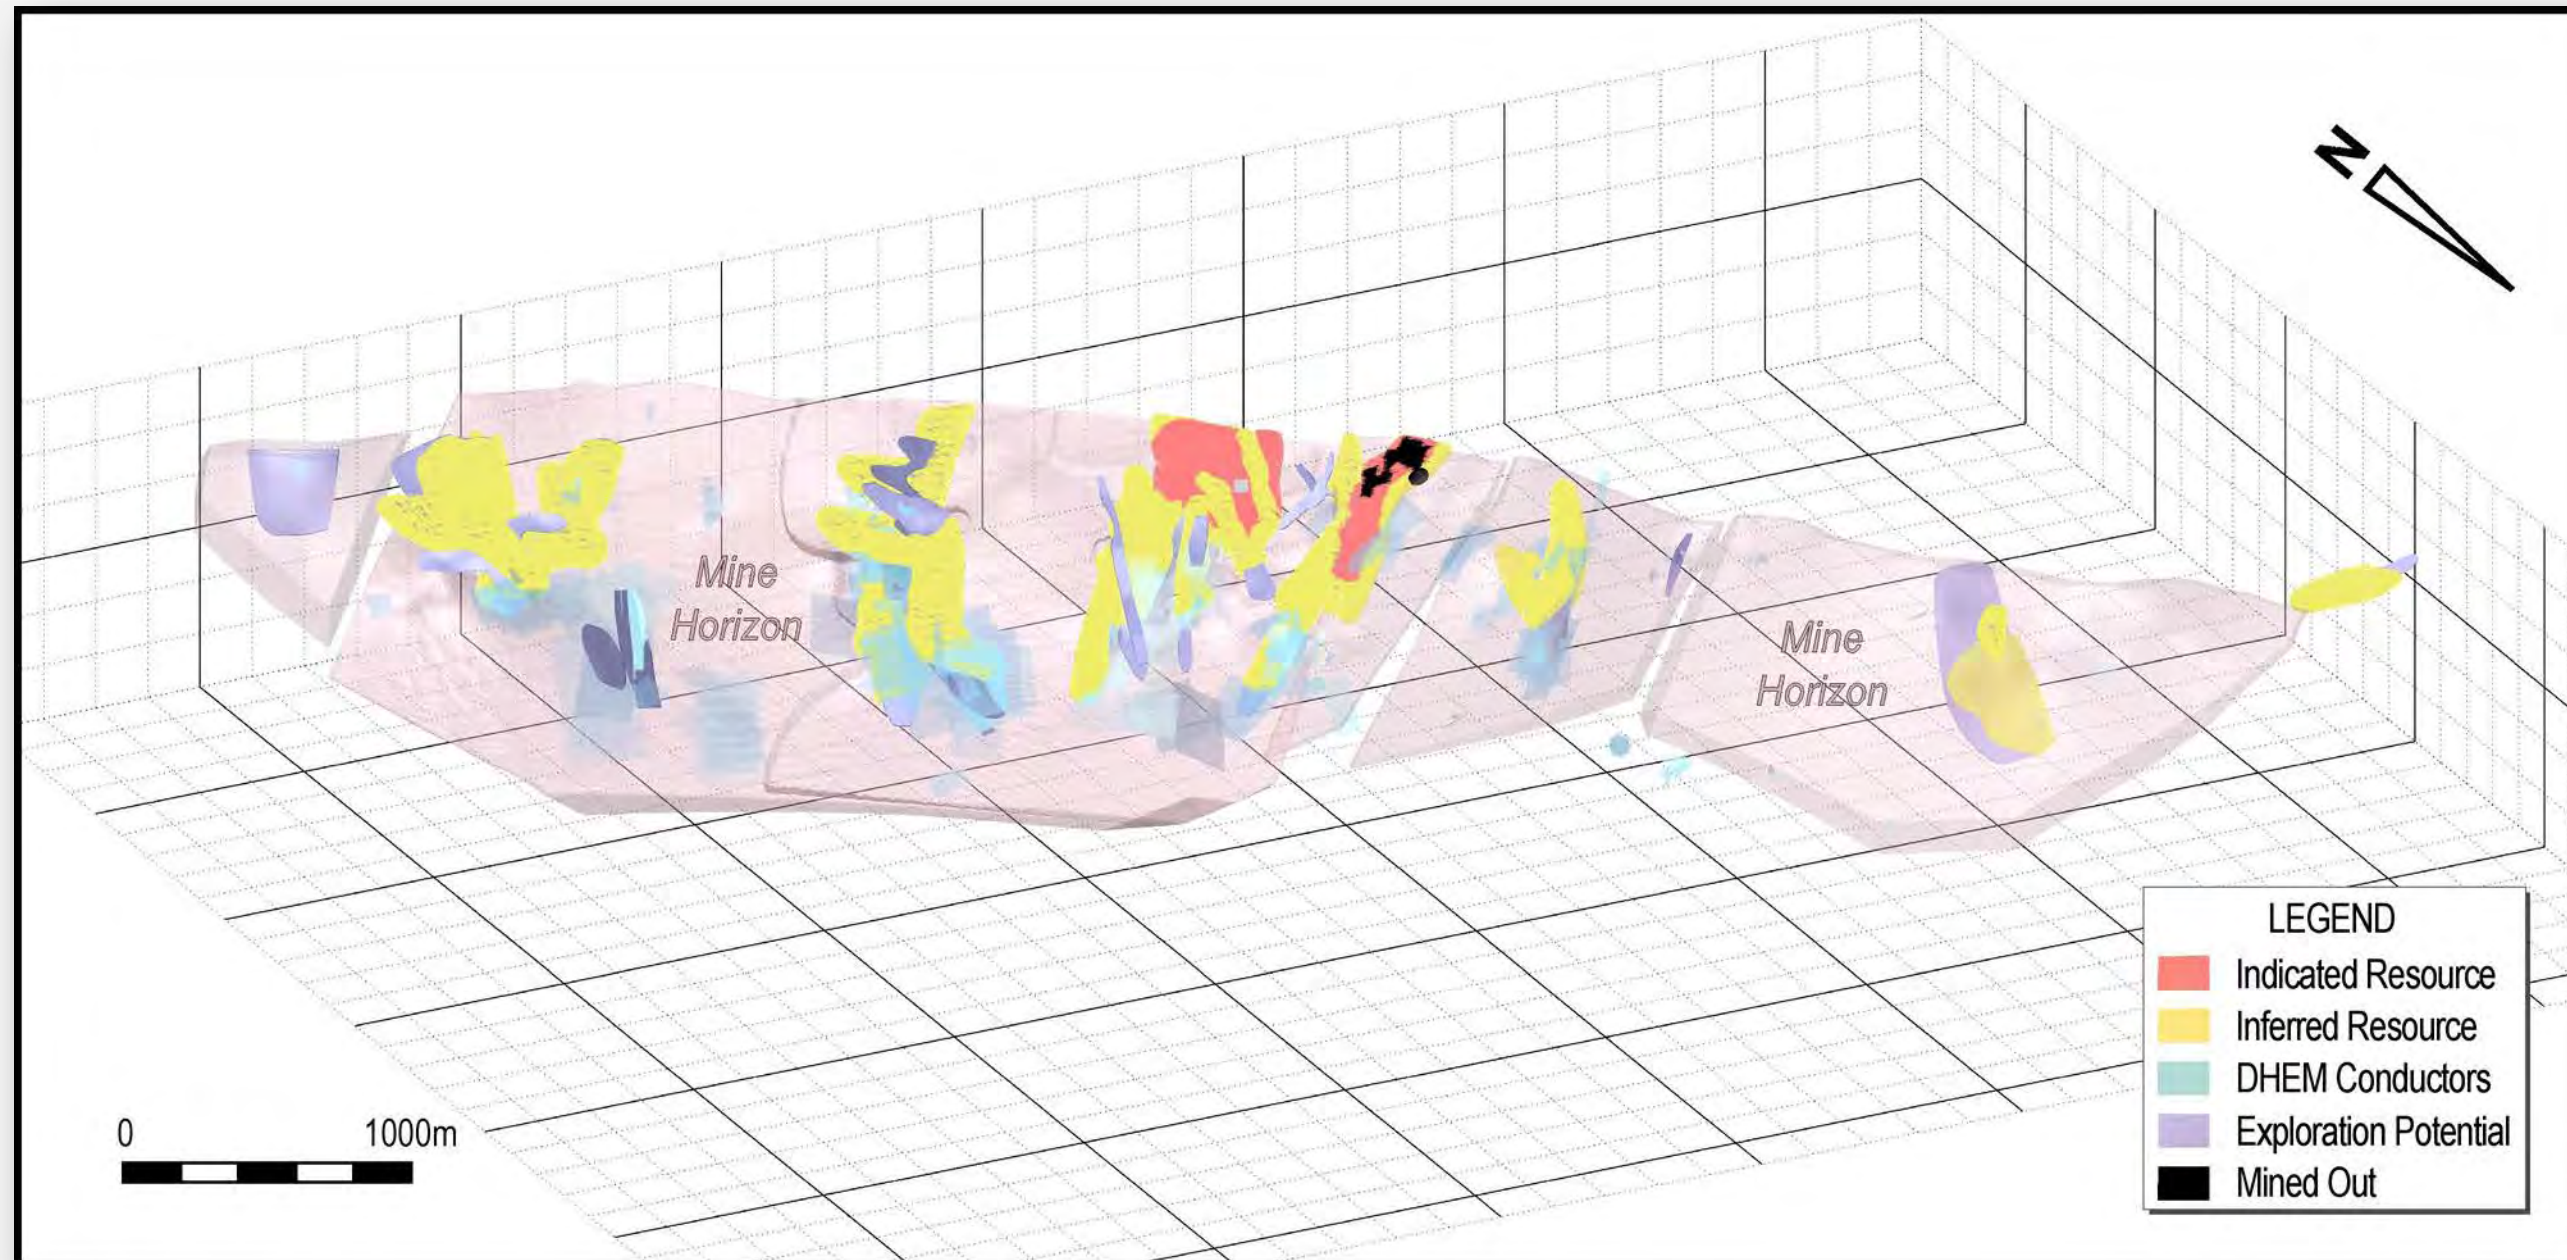 N
Mine
Horizon
Mine
Horizon
0 1000m
LEGEND
Indicated Resource
Inferred Resource
DHEM Conductors
Exploration Potential
Mined Out